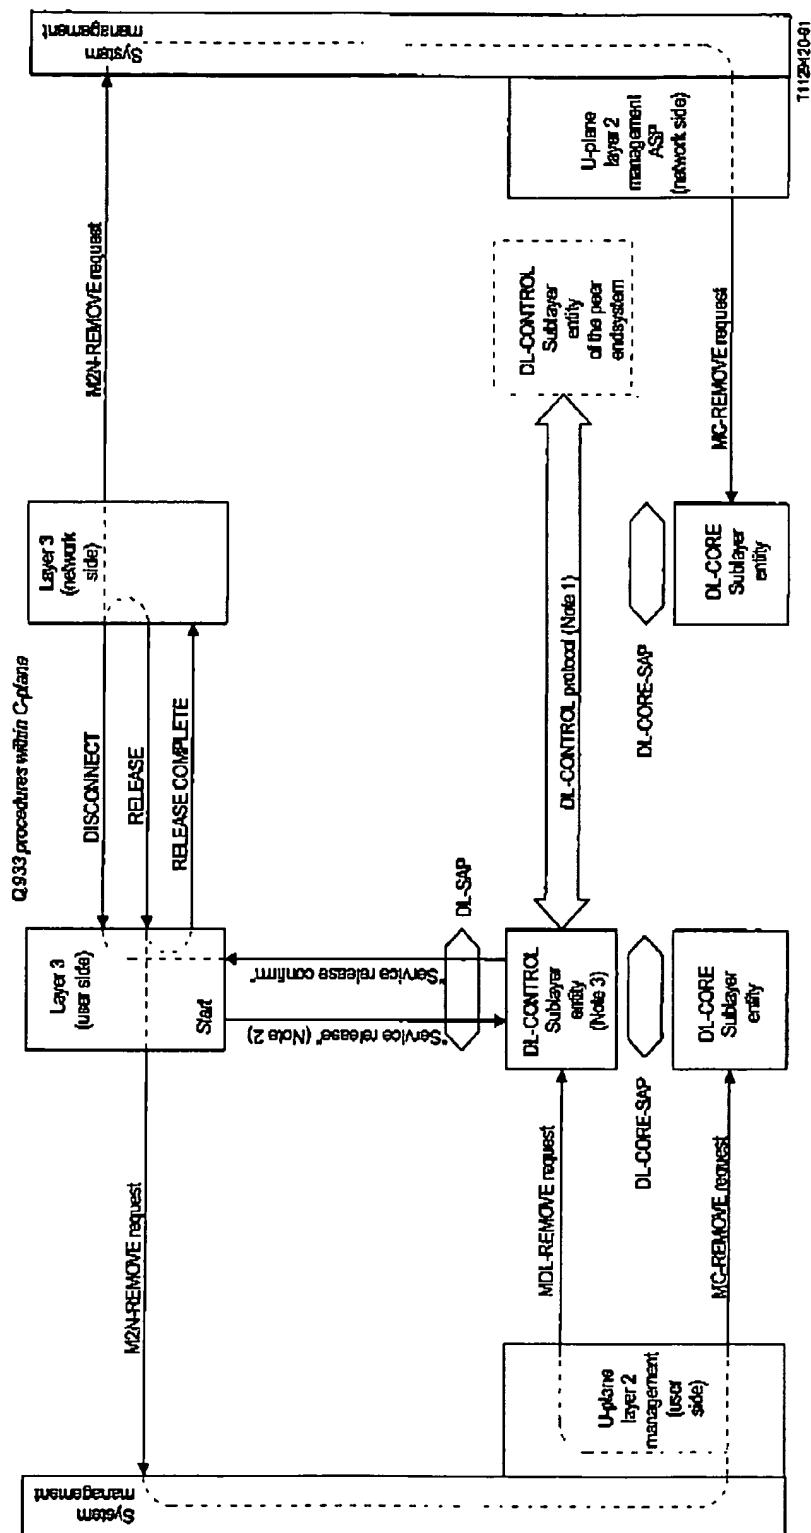 Q.933 procedures within C-plane
System
management
M2N-REMOVE request
Layer 3
(user side)
Start
DISCONNECT
RELEASE
RELEASE COMPLETE
Layer 3
(network
side)
M2N-REMOVE request
System
management
"Service release" (Note 2)
"Service release confirm"
DL-SAP
U-plane
layer 2
management
(user
side)
MDL-REMOVE request
DL-CONTROL
Sublayer
entity
(Note 3)
DL-CONTROL protocol (Note 1)
DL-CONTROL
Sublayer
entity
of the peer
endsystem
U-plane
layer 2
management
ASP
(network side)
DL-CORE-SAP
MC-REMOVE request
DL-CORE
Sublayer
entity
DL-CORE-SAP
DL-CORE
Sublayer
entity
MC-REMOVE request
T1129420-91